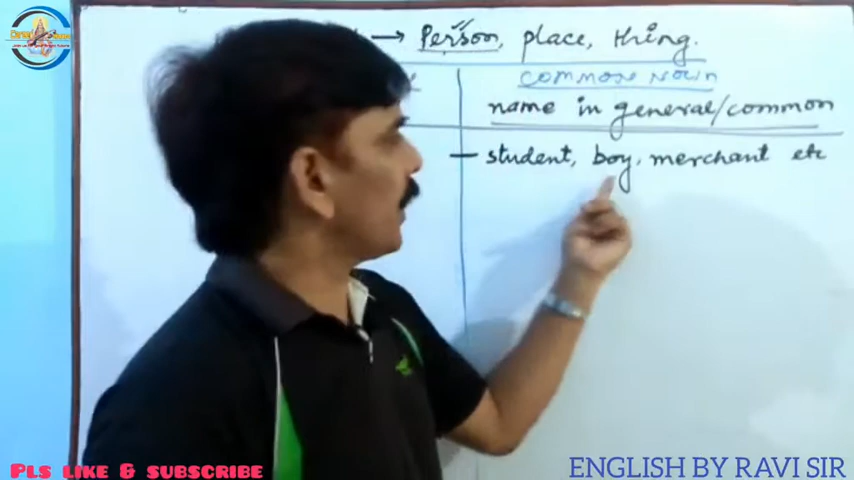 → Person, place, thing.
common Noun
name in general/common
– student, boy, merchant etc
PLS LIKE & SUBSCRIBE
ENGLISH BY RAVI SIR